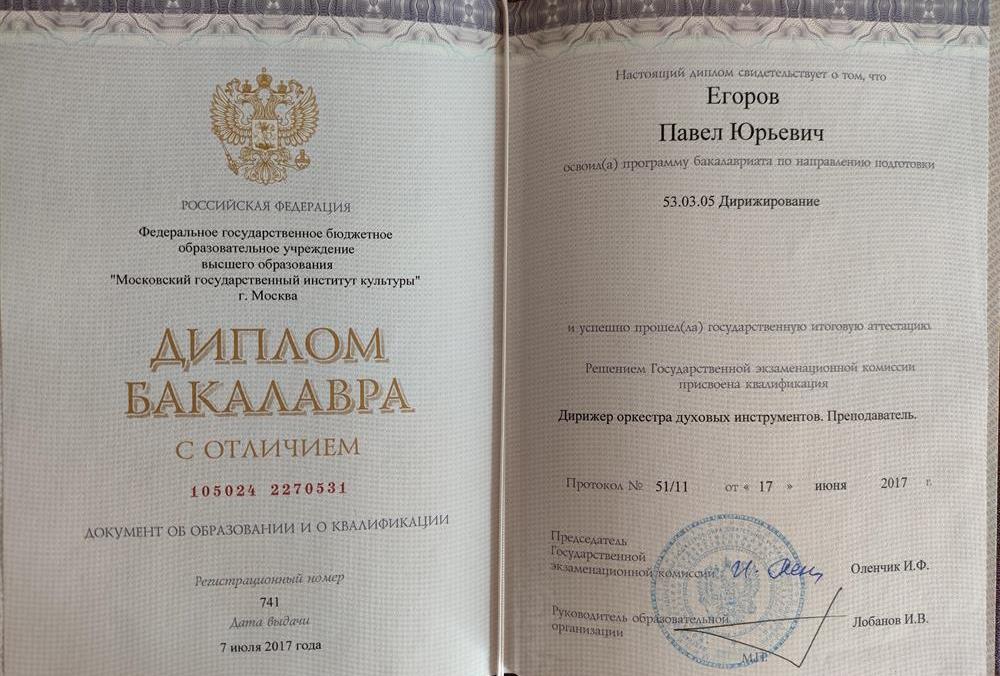 РОССИЙСКАЯ ФЕДЕРАЦИЯ
Федеральное государственное бюджетное
образовательное учреждение
высшего образования
"Московский государственный институт культуры"
г. Москва
ДИПЛОМ
БАКАЛАВРА
С ОТЛИЧИЕМ
105024 2270531
ДОКУМЕНТ ОБ ОБРАЗОВАНИИ И О КВАЛИФИКАЦИИ
Регистрационный номер
741
Дата выдачи
7 июля 2017 года
Настоящий диплом свидетельствует о том, что
Егоров
Павел Юрьевич
освоил(а) программу бакалавриата по направлению подготовки
53.03.05 Дирижирование
и успешно прошел(ла) государственную итоговую аттестацию
Решением Государственной экзаменационной комиссии
присвоена квалификация
Дирижер оркестра духовых инструментов. Преподаватель.
Протокол № 51/11 от « 17 » июня 2017 г.
Председатель
Государственной
экзаменационной комиссии
Оленчик И.Ф.
Руководитель образовательной
организации
Лобанов И.В.
М.П.